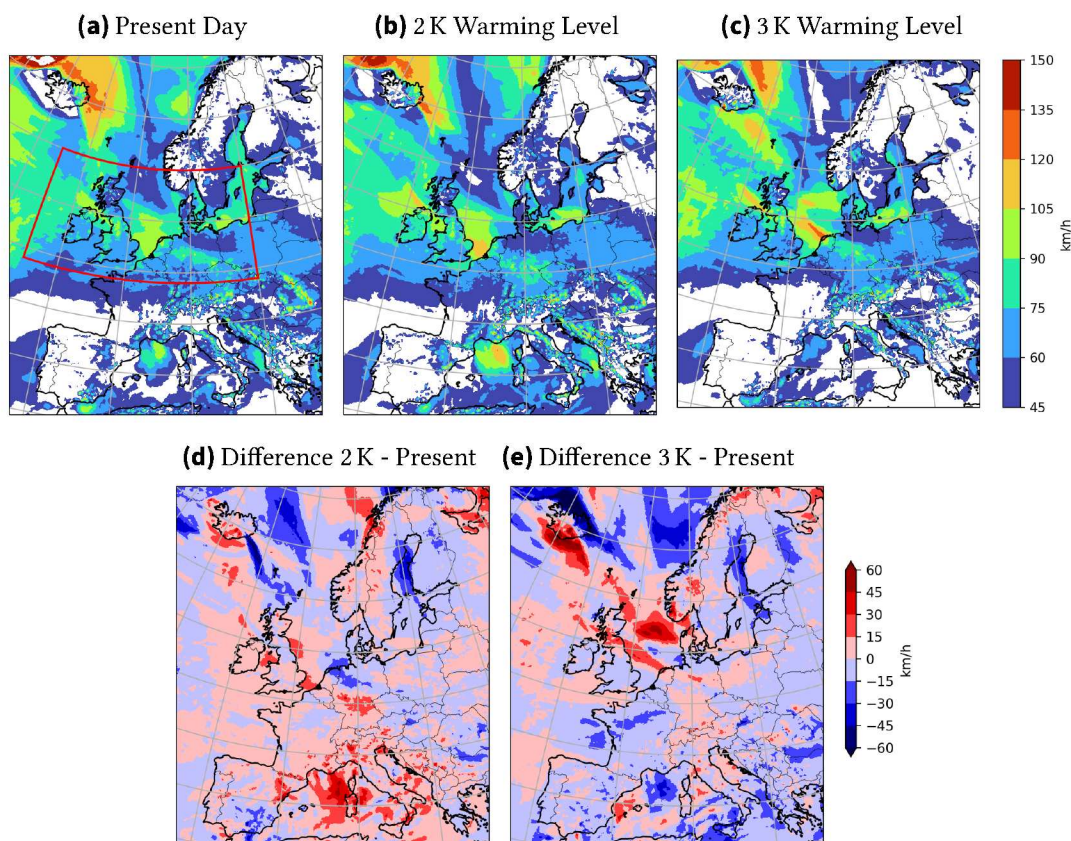 (a) Present Day
(b) 2 K Warming Level
(c) 3 K Warming Level
150
135
120
105
90
75
60
45
km/h
(d) Difference 2 K - Present
(e) Difference 3 K - Present
60
45
30
15
0
−15
−30
−45
−60
km/h